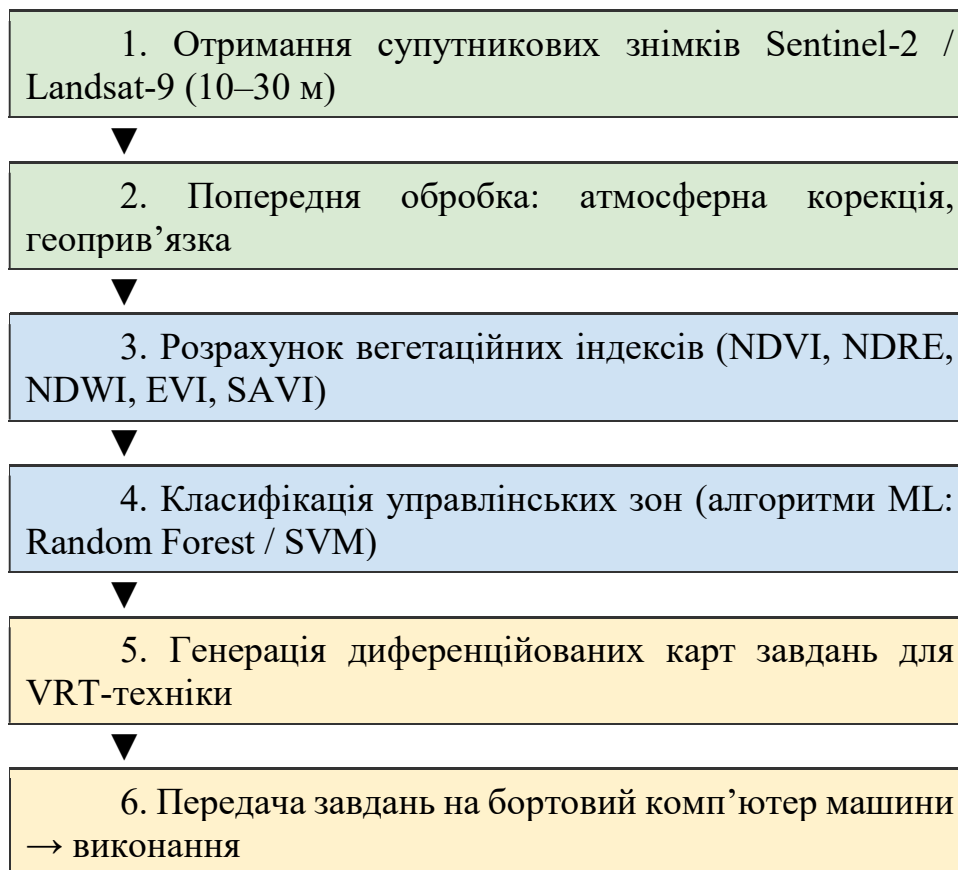 1. Отримання супутникових знімків Sentinel-2 /
Landsat-9 (10–30 м)
▼
2. Попередня обробка: атмосферна корекція,
геоприв’язка
▼
3. Розрахунок вегетаційних індексів (NDVI, NDRE,
NDWI, EVI, SAVI)
▼
4. Класифікація управлінських зон (алгоритми ML:
Random Forest / SVM)
▼
5. Генерація диференційованих карт завдань для
VRT-техніки
▼
6. Передача завдань на бортовий комп’ютер машини
→ виконання